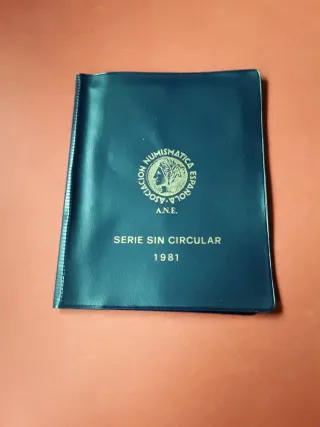 ASOCIACION NUMISMATICA ESPAÑOLA
A.N.E.
SERIE SIN CIRCULAR
1981